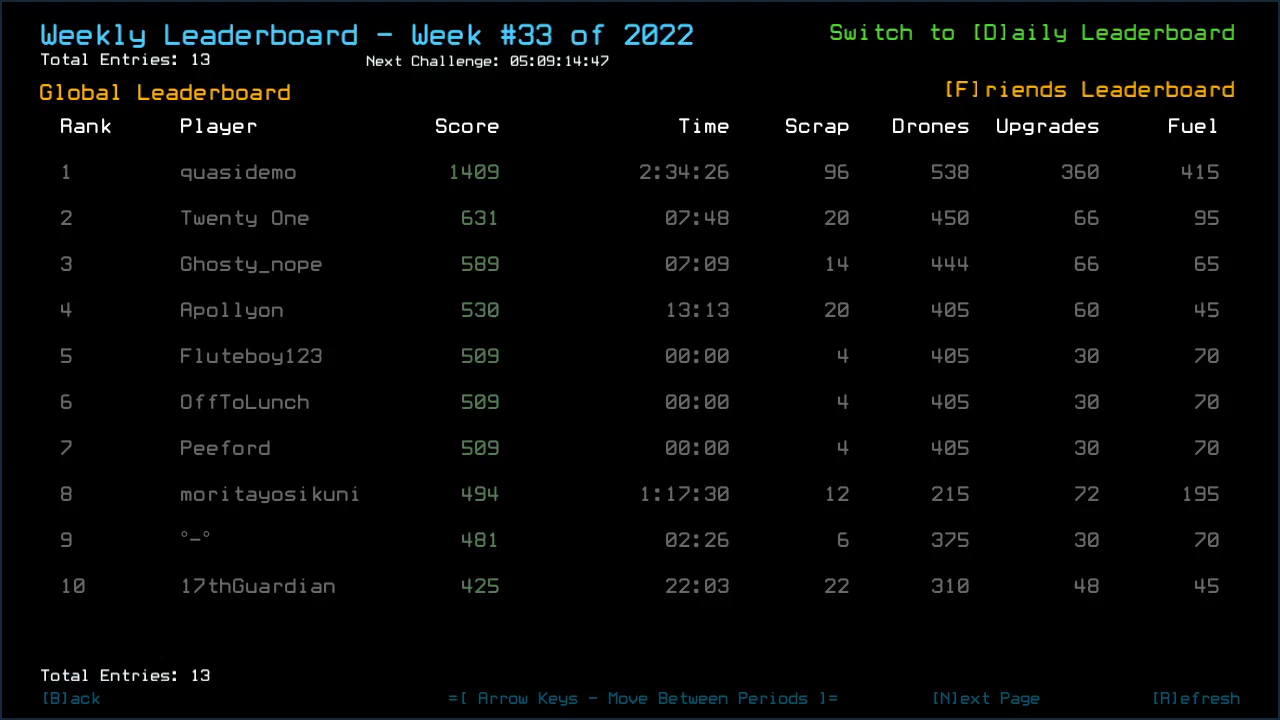 Weekly Leaderboard - Week #33 of 2022 Switch to [D]aily Leaderboard
Total Entries: 13 Next Challenge: 05:09:14:47
Global Leaderboard [F]riends Leaderboard
Rank Player Score Time Scrap Drones Upgrades Fuel
1 quasidemo 1409 2:34:26 96 538 360 415
2 Twenty One 631 07:48 20 450 66 95
3 Ghosty_nope 589 07:09 14 444 66 65
4 Apollyon 530 13:13 20 405 60 45
5 Fluteboy123 509 00:00 4 405 30 70
6 OffToLunch 509 00:00 4 405 30 70
7 Peeford 509 00:00 4 405 30 70
8 moritayosikuni 494 1:17:30 12 215 72 195
9 °-° 481 02:26 6 375 30 70
10 17thGuardian 425 22:03 22 310 48 45
Total Entries: 13
[B]ack =[ Arrow Keys - Move Between Periods ]= [N]ext Page [R]efresh